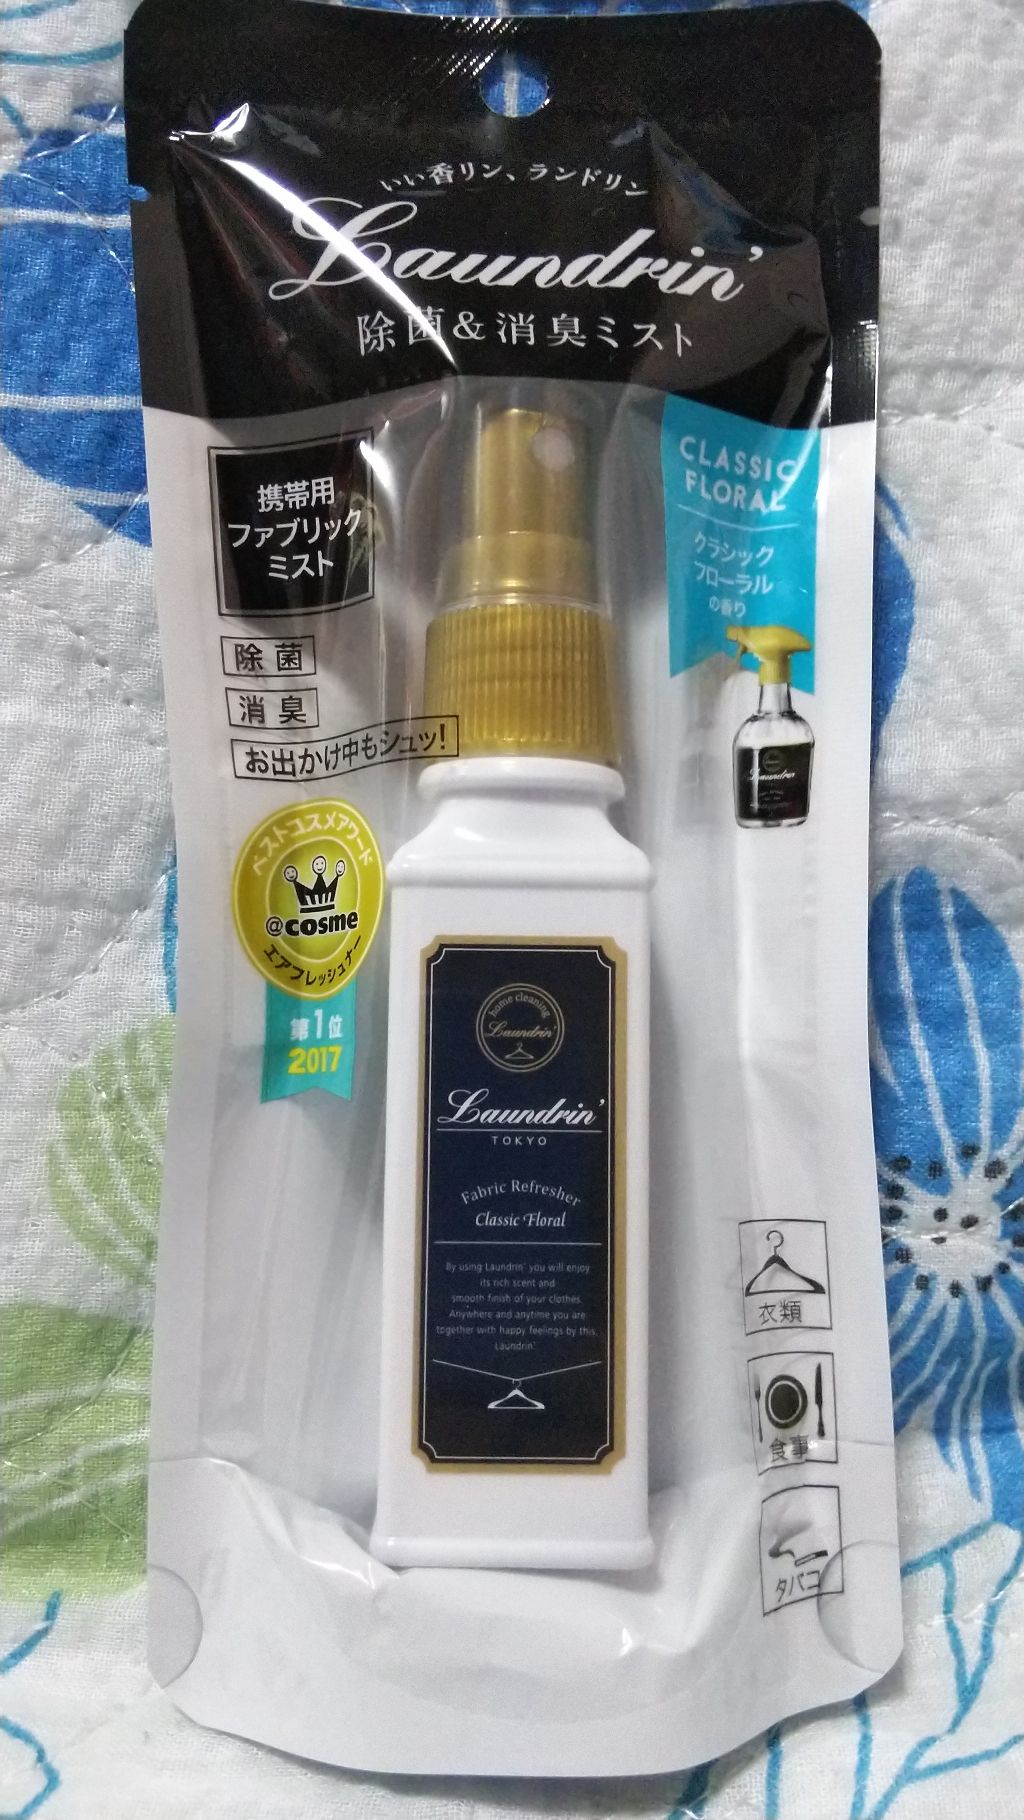 いい香リン、ランドリン
Laundrin'
除菌&消臭ミスト
携帯用
ファブリック
ミスト
除菌
消臭
お出かけ中もシュッ!
CLASSIC
FLORAL
クラシック
フローラル
の香り
Laundrin'
ベストコスメアワード
@cosme
エアフレッシュナー
第1位
2017
home cleaning
Laundrin'
Laundrin'
TOKYO
Fabric Refresher
Classic Floral
By using Laundrin' you will enjoy
its rich scent and
smooth finish of your clothes.
Anywhere and anytime you are
together with happy feelings by this
Laundrin'
衣類
食事
タバコ